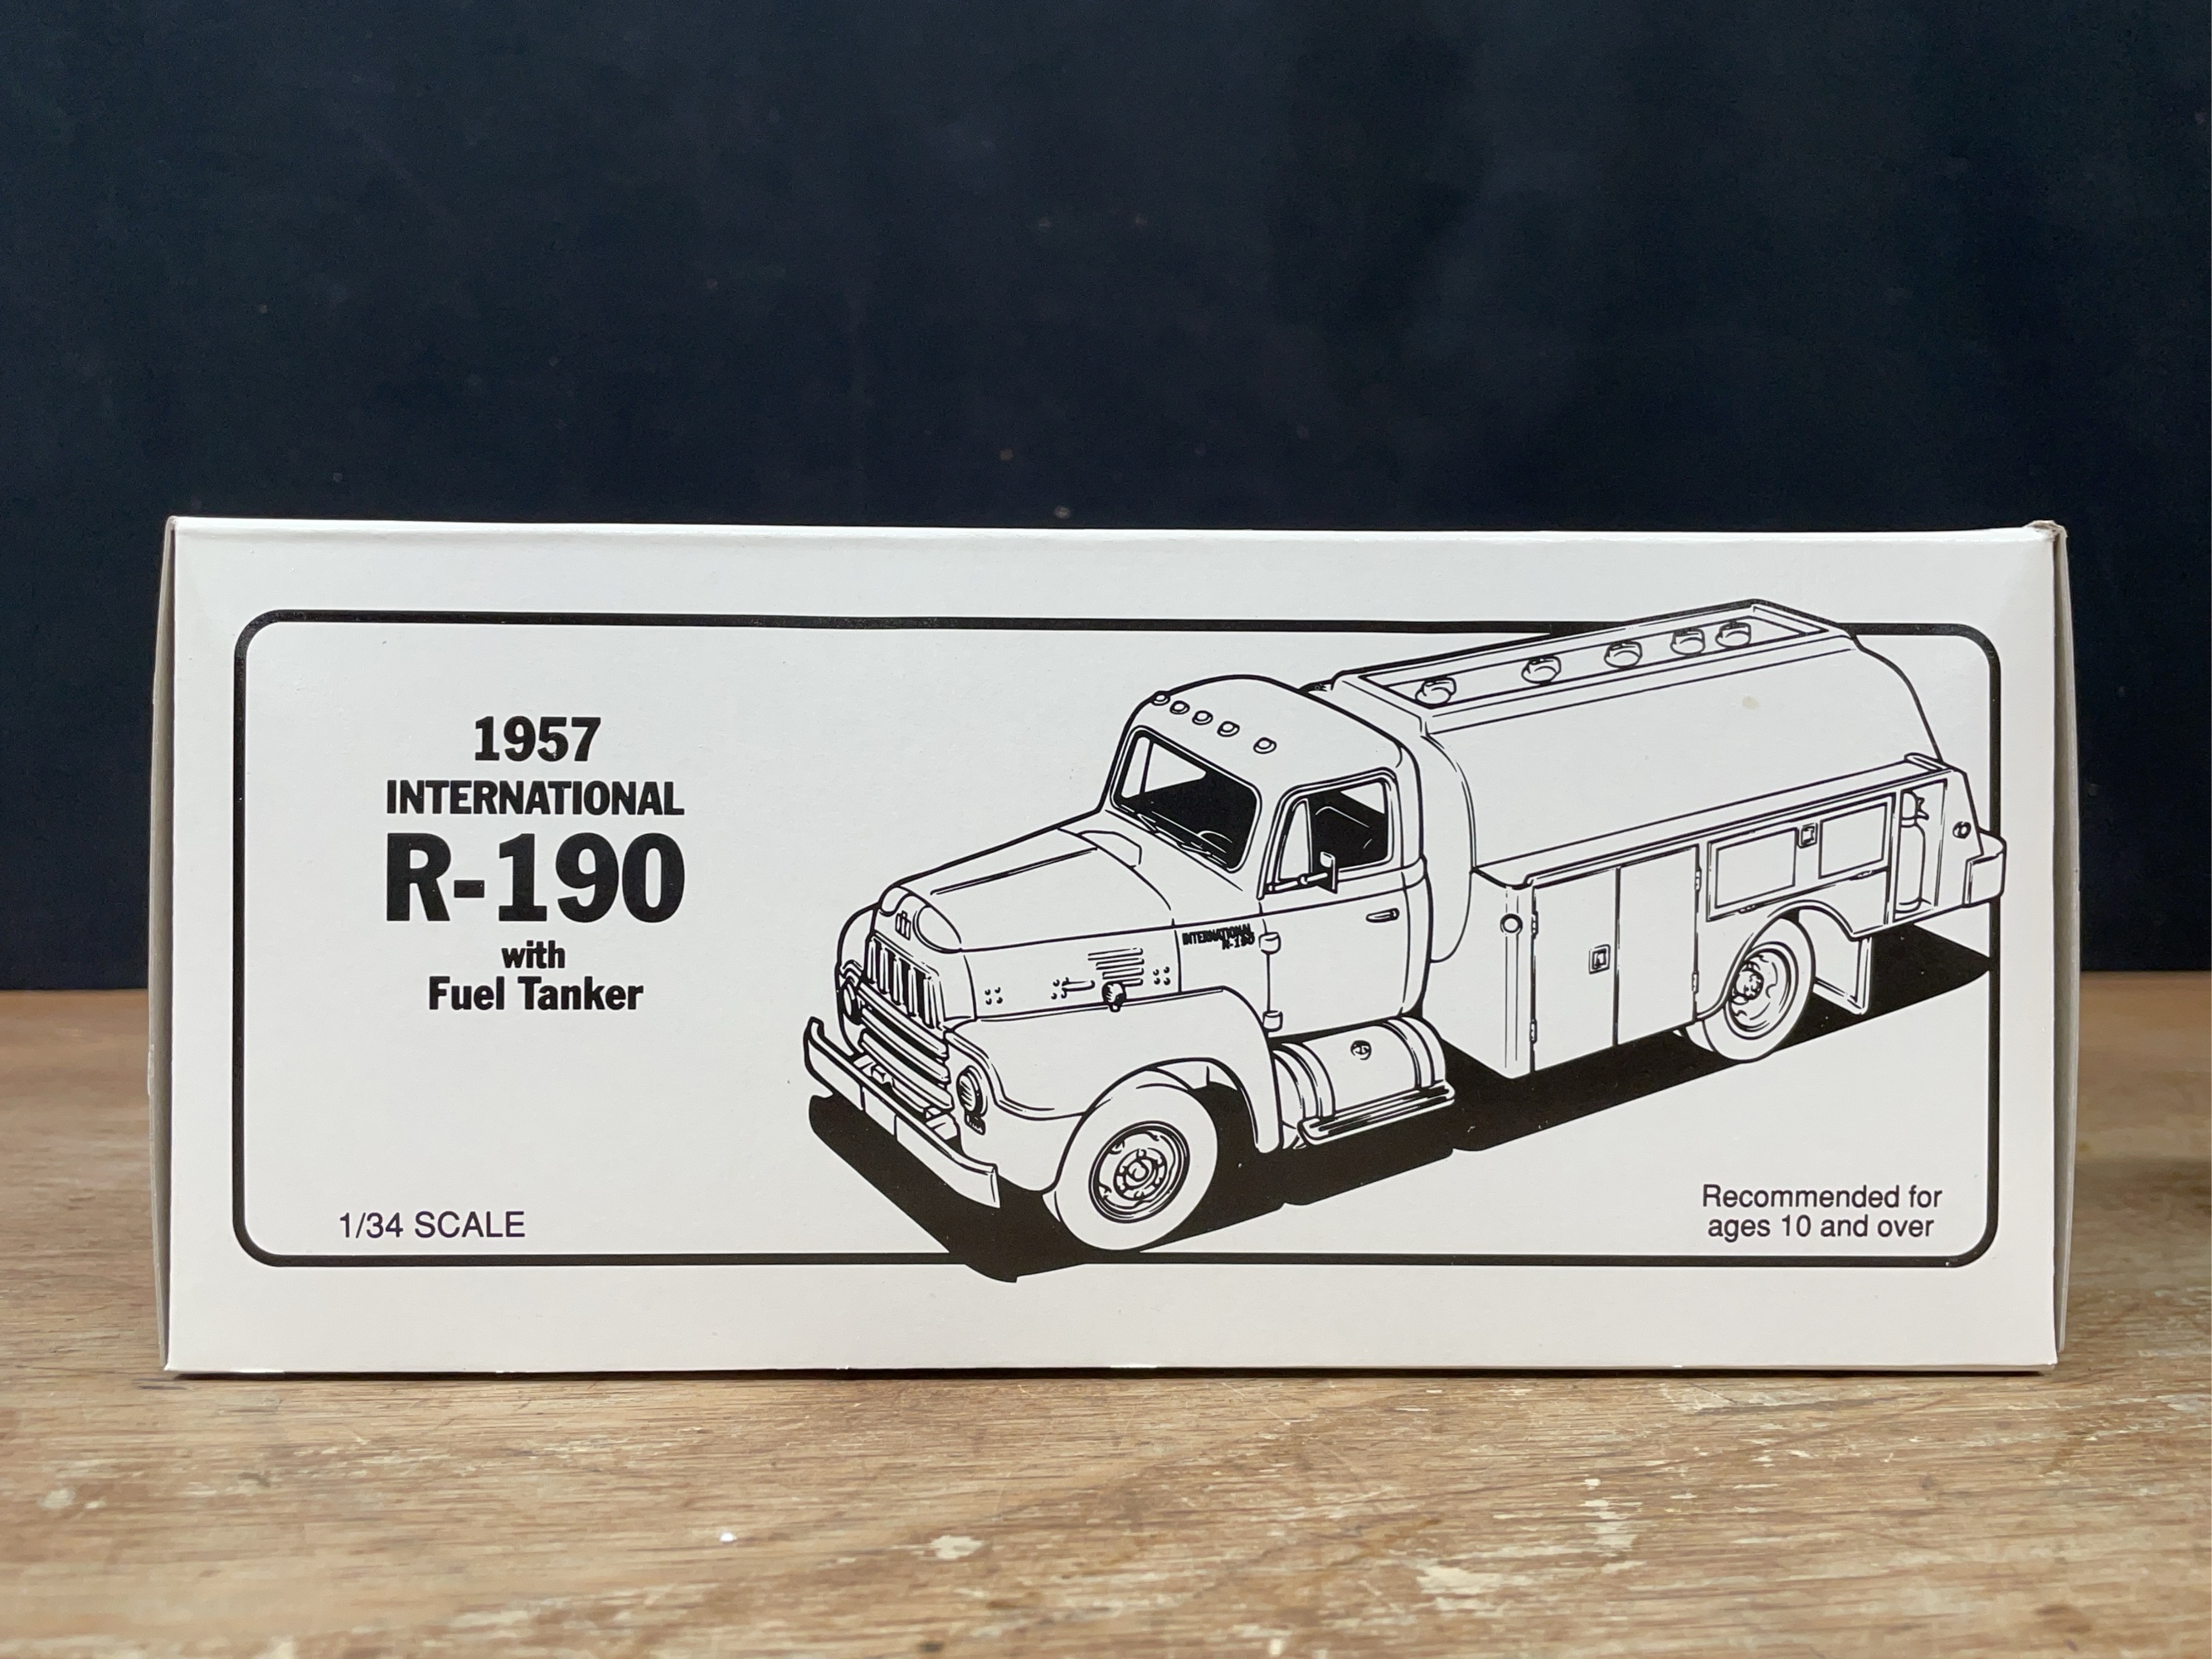 1957
INTERNATIONAL
R-190
with
Fuel Tanker
INTERNATIONAL
R-190
1/34 SCALE
Recommended for
ages 10 and over